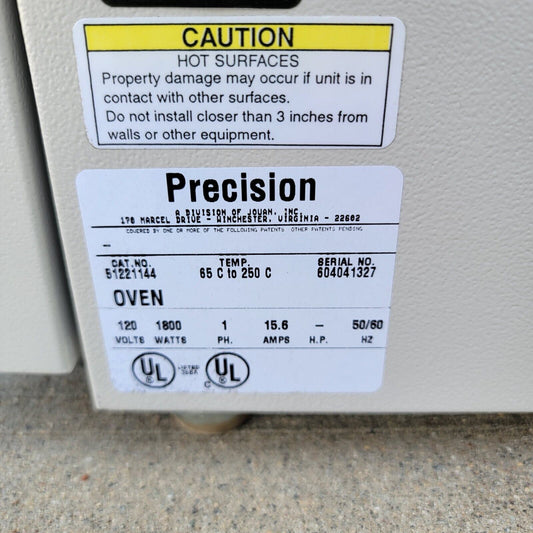 CAUTION
HOT SURFACES
Property damage may occur if unit is in
contact with other surfaces.
Do not install closer than 3 inches from
walls or other equipment.
Precision
A DIVISION OF JOUAN, INC.
170 MARCEL DRIVE - WINCHESTER, VIRGINIA - 22602
COVERED BY ONE OR MORE OF THE FOLLOWING PATENTS OTHER PATENTS PENDING
-
CAT.NO. TEMP. SERIAL NO.
51221144 65 C to 250 C 604041327
OVEN
120 1800 1 15.6 - 50/60
VOLTS WATTS PH. AMPS H.P. HZ
UL ® C UL ®